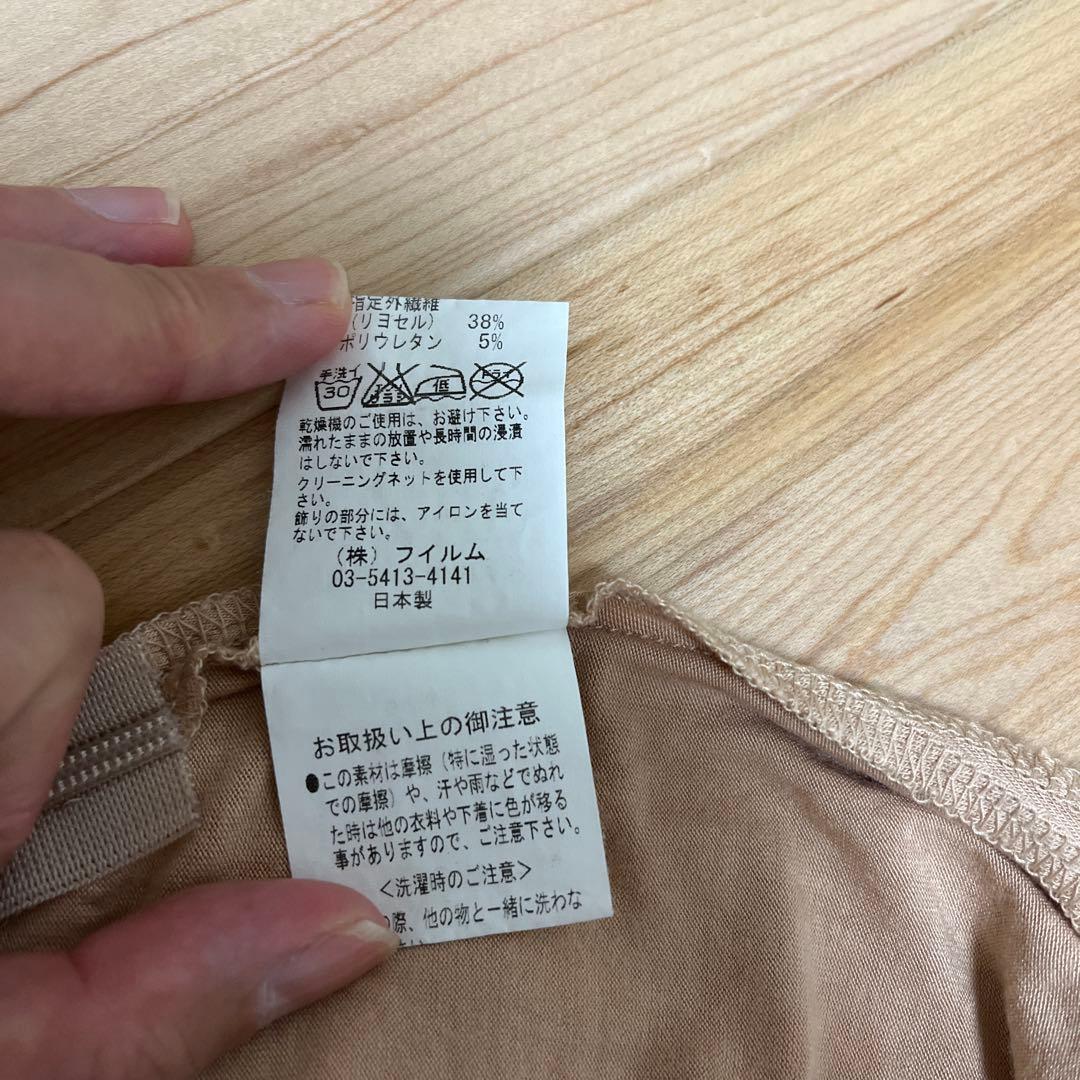 指定外繊維
(リヨセル) 38%
ポリウレタン 5%
手洗イ
30
エンソ
サラシ
低
ドライ
乾燥機のご使用は、お避け下さい。
濡れたままの放置や長時間の浸漬
はしないで下さい。
クリーニングネットを使用して下
さい。
飾りの部分には、アイロンを当て
ないで下さい。
(株) フイルム
03-5413-4141
日本製
お取扱い上の御注意
●この素材は摩擦(特に湿った状態
での摩擦)や、汗や雨などでぬれ
た時は他の衣料や下着に色が移る
事がありますので、ご注意下さい。
<洗濯時のご注意>
際、他の物と一緒に洗わな